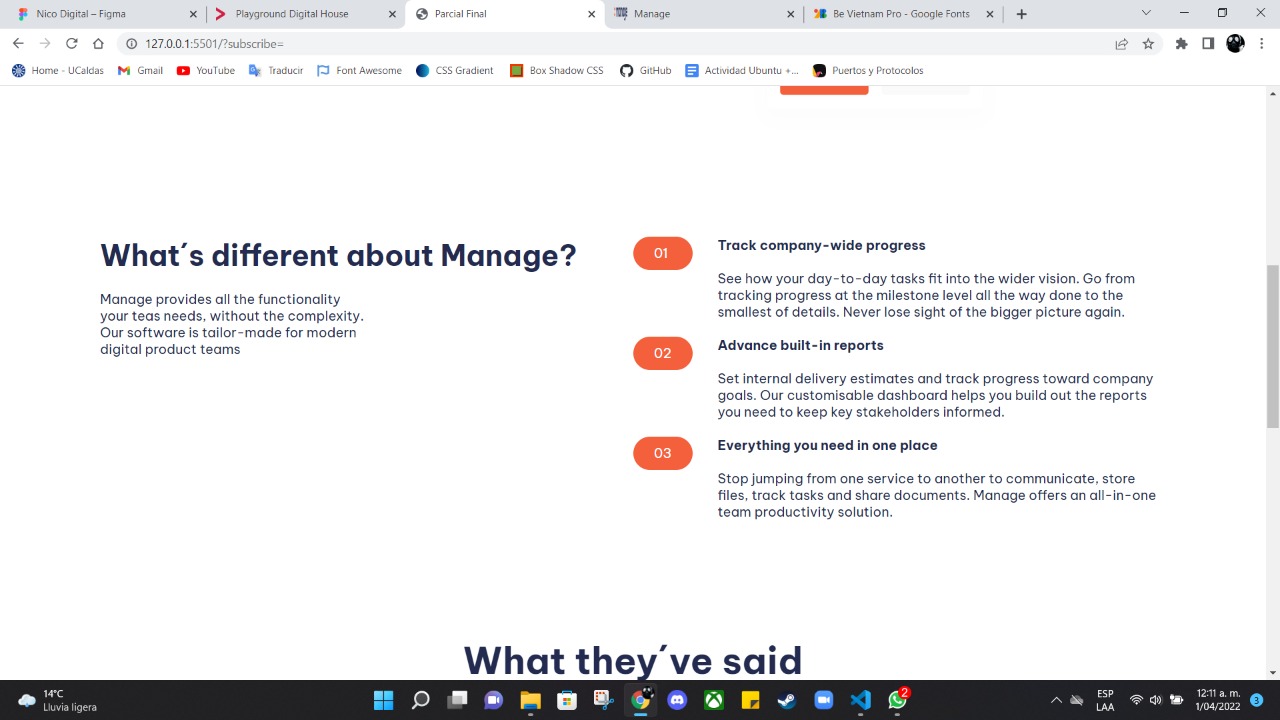 Nico Digital – Figma
Playground Digital House
Parcial Final
Manage
Be Vietnam Pro - Google Fonts
127.0.0.1:5501/?subscribe=
Home - UCaldas
Gmail
YouTube
Traducir
Font Awesome
CSS Gradient
Box Shadow CSS
GitHub
Actividad Ubuntu +...
Puertos y Protocolos
What´s different about Manage?
Manage provides all the functionality
your teas needs, without the complexity.
Our software is tailor-made for modern
digital product teams
01
Track company-wide progress
See how your day-to-day tasks fit into the wider vision. Go from
tracking progress at the milestone level all the way done to the
smallest of details. Never lose sight of the bigger picture again.
02
Advance built-in reports
Set internal delivery estimates and track progress toward company
goals. Our customisable dashboard helps you build out the reports
you need to keep key stakeholders informed.
03
Everything you need in one place
Stop jumping from one service to another to communicate, store
files, track tasks and share documents. Manage offers an all-in-one
team productivity solution.
What they´ve said
14°C
Lluvia ligera
2
ESP
LAA
12:11 a. m.
1/04/2022
3